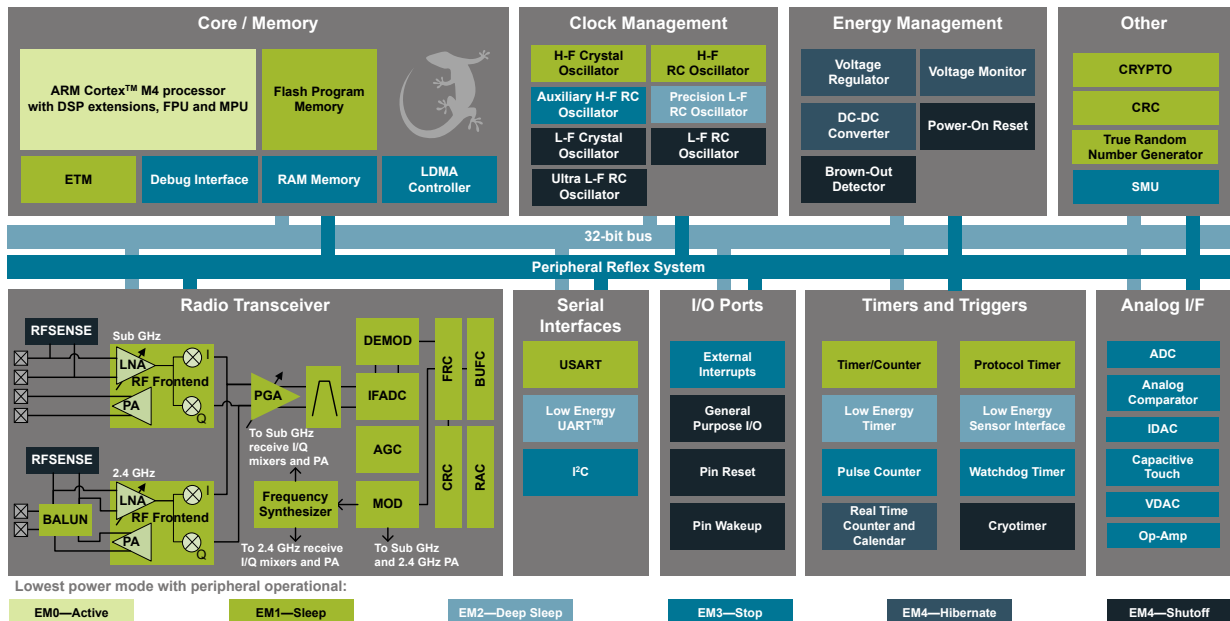 Core / Memory
ARM Cortex™ M4 processor
with DSP extensions, FPU and MPU
Flash Program
Memory
ETM
Debug Interface
RAM Memory
LDMA
Controller
Clock Management
H-F Crystal
Oscillator
H-F
RC Oscillator
Auxiliary H-F RC
Oscillator
Precision L-F
RC Oscillator
L-F Crystal
Oscillator
L-F RC
Oscillator
Ultra L-F RC
Oscillator
Energy Management
Voltage
Regulator
Voltage Monitor
DC-DC
Converter
Power-On Reset
Brown-Out
Detector
Other
CRYPTO
CRC
True Random
Number Generator
SMU
32-bit bus
Peripheral Reflex System
Radio Transceiver
RFSENSE
Sub GHz
LNA
RF Frontend
PA
I
Q
RFSENSE
2.4 GHz
LNA
RF Frontend
BALUN
PA
I
Q
PGA
To Sub GHz
receive I/Q
mixers and PA
Frequency
Synthesizer
To 2.4 GHz receive
I/Q mixers and PA
DEMOD
IFADC
AGC
MOD
To Sub GHz
and 2.4 GHz PA
FRC
BUFC
CRC
RAC
Serial
Interfaces
USART
Low Energy
UART™
I²C
I/O Ports
External
Interrupts
General
Purpose I/O
Pin Reset
Pin Wakeup
Timers and Triggers
Timer/Counter
Protocol Timer
Low Energy
Timer
Low Energy
Sensor Interface
Pulse Counter
Watchdog Timer
Real Time
Counter and
Calendar
Cryotimer
Analog I/F
ADC
Analog
Comparator
IDAC
Capacitive
Touch
VDAC
Op-Amp
Lowest power mode with peripheral operational:
EM0—Active
EM1—Sleep
EM2—Deep Sleep
EM3—Stop
EM4—Hibernate
EM4—Shutoff